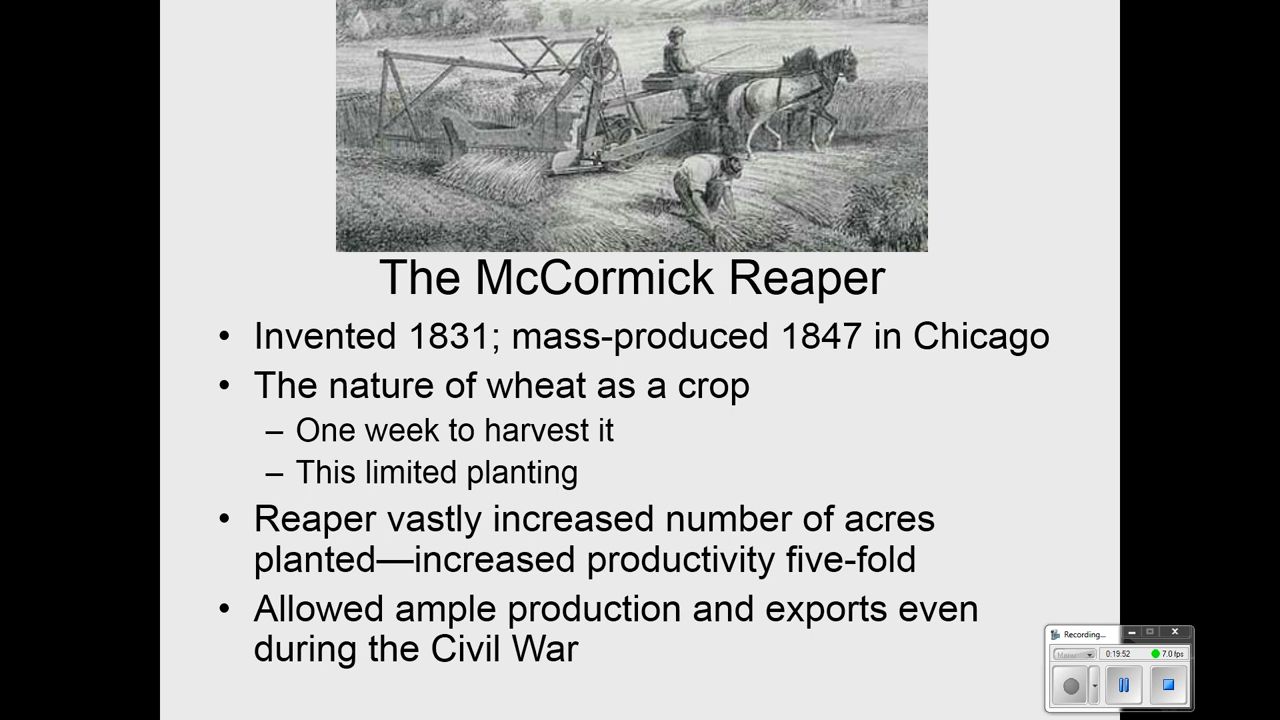 The McCormick Reaper
• Invented 1831; mass-produced 1847 in Chicago
• The nature of wheat as a crop
– One week to harvest it
– This limited planting
• Reaper vastly increased number of acres
planted—increased productivity five-fold
• Allowed ample production and exports even
during the Civil War
Recording...
0:19:52 7.0 fps